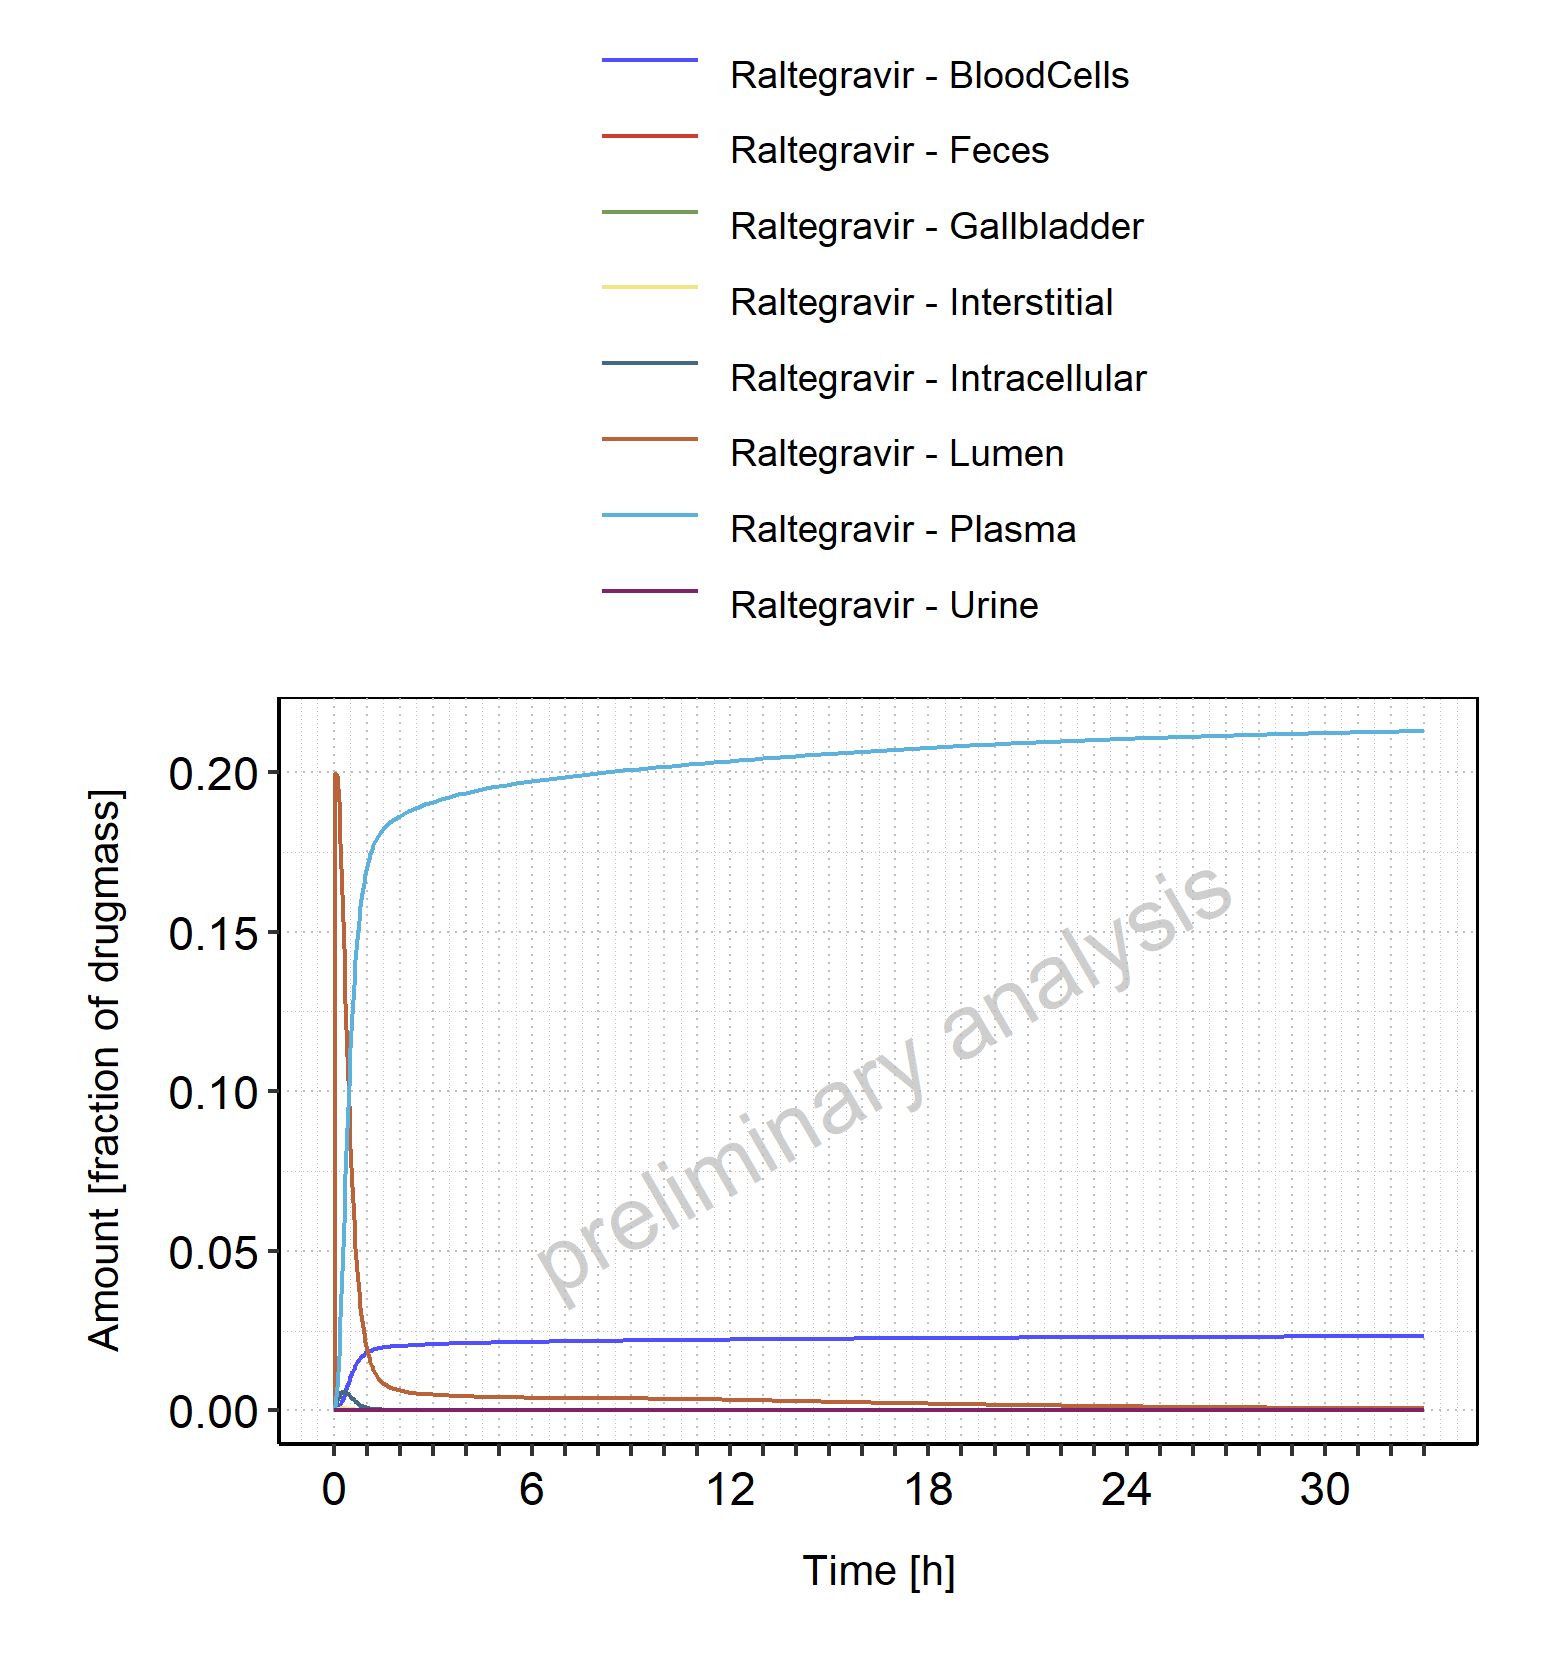 Raltegravir - BloodCells
Raltegravir - Feces
Raltegravir - Gallbladder
Raltegravir - Interstitial
Raltegravir - Intracellular
Raltegravir - Lumen
Raltegravir - Plasma
Raltegravir - Urine
Amount [fraction of drugmass]
0.20
0.15
0.10
0.05
0.00
preliminary analysis
0 6 12 18 24 30
Time [h]